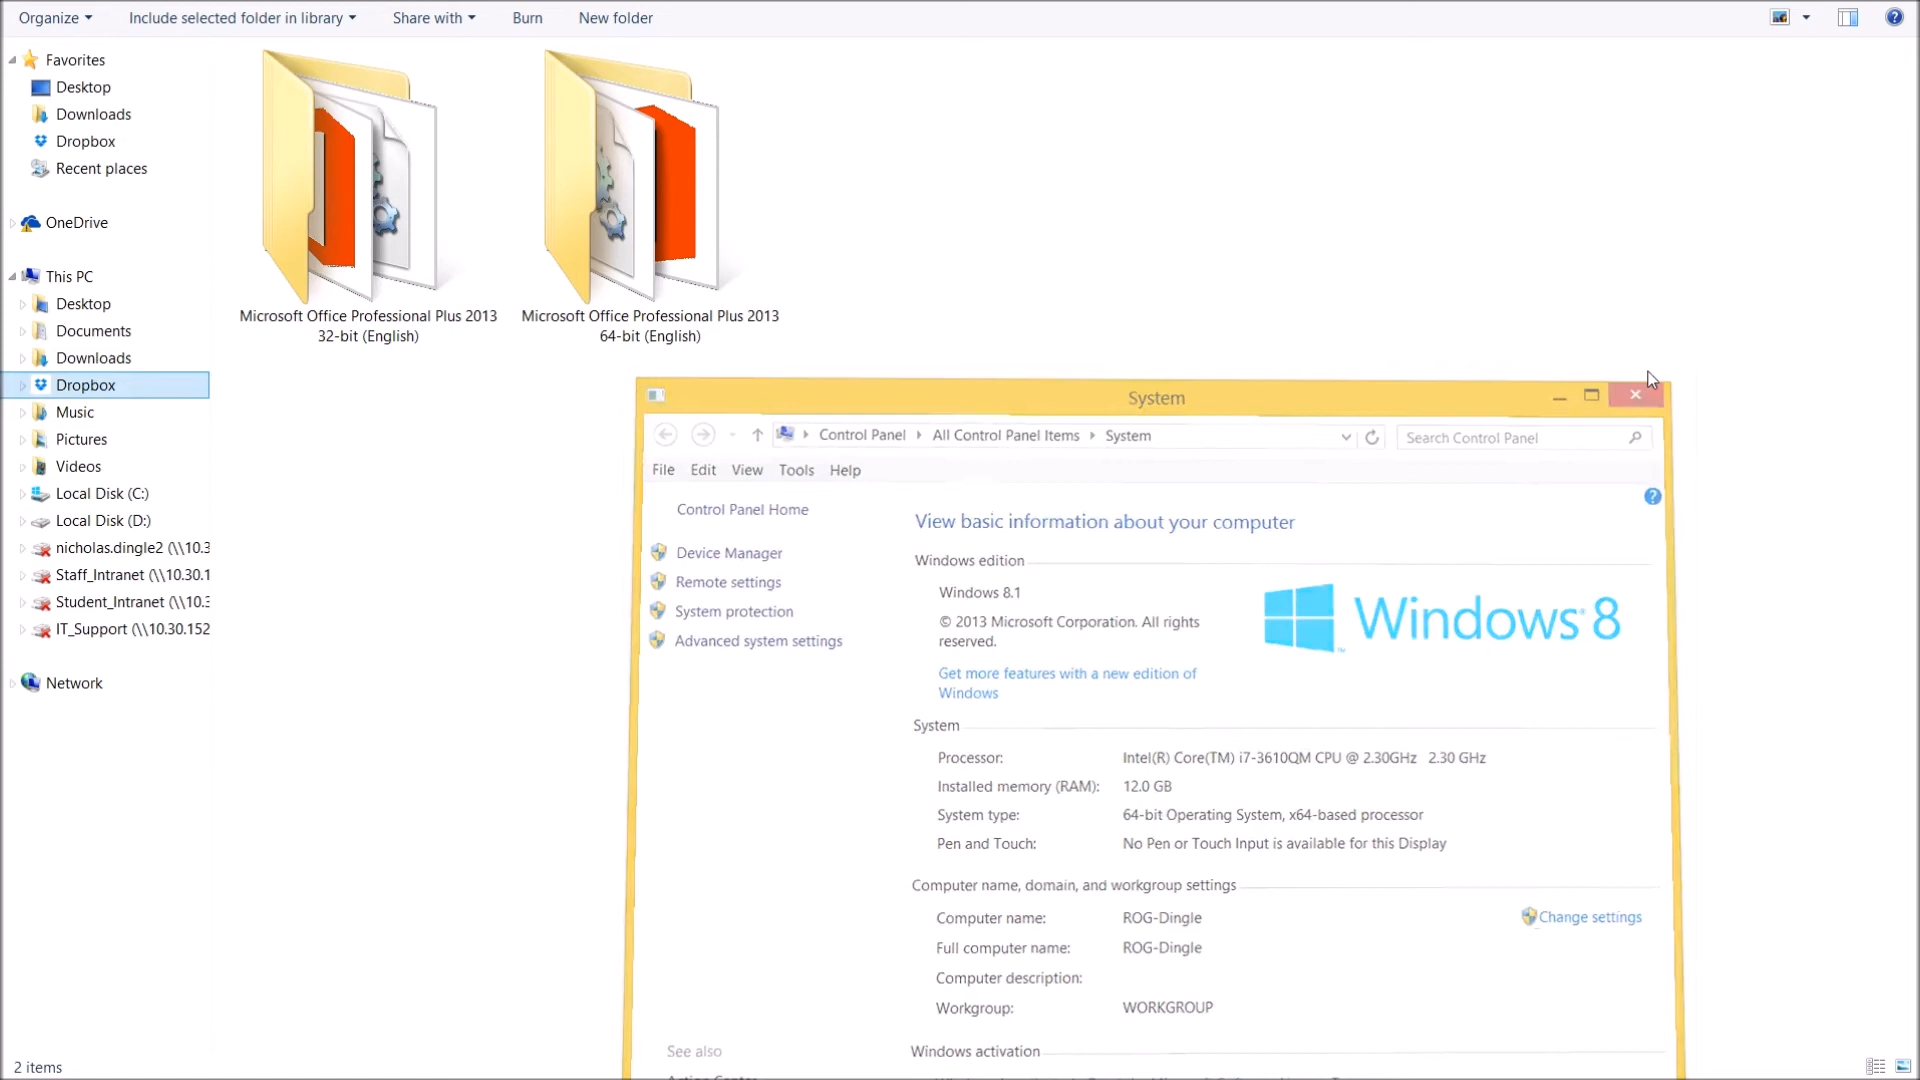 Organize
Include selected folder in library
Share with
Burn
New folder
Favorites
Desktop
Downloads
Dropbox
Recent places
OneDrive
This PC
Desktop
Documents
Downloads
Dropbox
Music
Pictures
Videos
Local Disk (C:)
Local Disk (D:)
nicholas.dingle2 (\\10.3
Staff_Intranet (\\10.30.1
Student_Intranet (\\10.3
IT_Support (\\10.30.152
Network
2 items
Microsoft Office Professional Plus 2013
32-bit (English)
Microsoft Office Professional Plus 2013
64-bit (English)
System
Control Panel
All Control Panel Items
System
Search Control Panel
File
Edit
View
Tools
Help
Control Panel Home
Device Manager
Remote settings
System protection
Advanced system settings
See also
Action Center
View basic information about your computer
Windows edition
Windows 8.1
© 2013 Microsoft Corporation. All rights
reserved.
Get more features with a new edition of
Windows
Windows® 8
System
Processor: Intel(R) Core(TM) i7-3610QM CPU @ 2.30GHz 2.30 GHz
Installed memory (RAM): 12.0 GB
System type: 64-bit Operating System, x64-based processor
Pen and Touch: No Pen or Touch Input is available for this Display
Computer name, domain, and workgroup settings
Computer name: ROG-Dingle
Change settings
Full computer name: ROG-Dingle
Computer description:
Workgroup: WORKGROUP
Windows activation